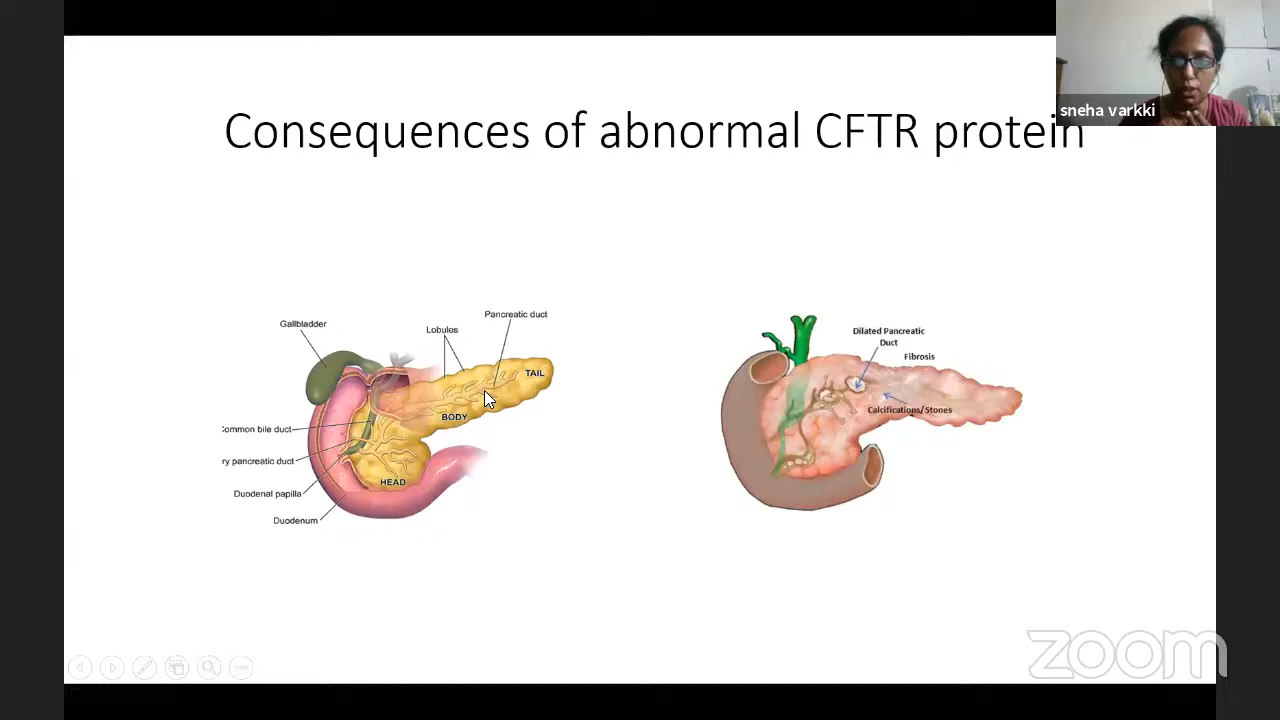 sneha varkki
Consequences of abnormal CFTR protein
Pancreatic duct
Gallbladder
Lobules
TAIL
BODY
Common bile duct
ry pancreatic duct
HEAD
Duodenal papilla
Duodenum
Dilated Pancreatic
Duct
Fibrosis
Calcifications/Stones
zoom